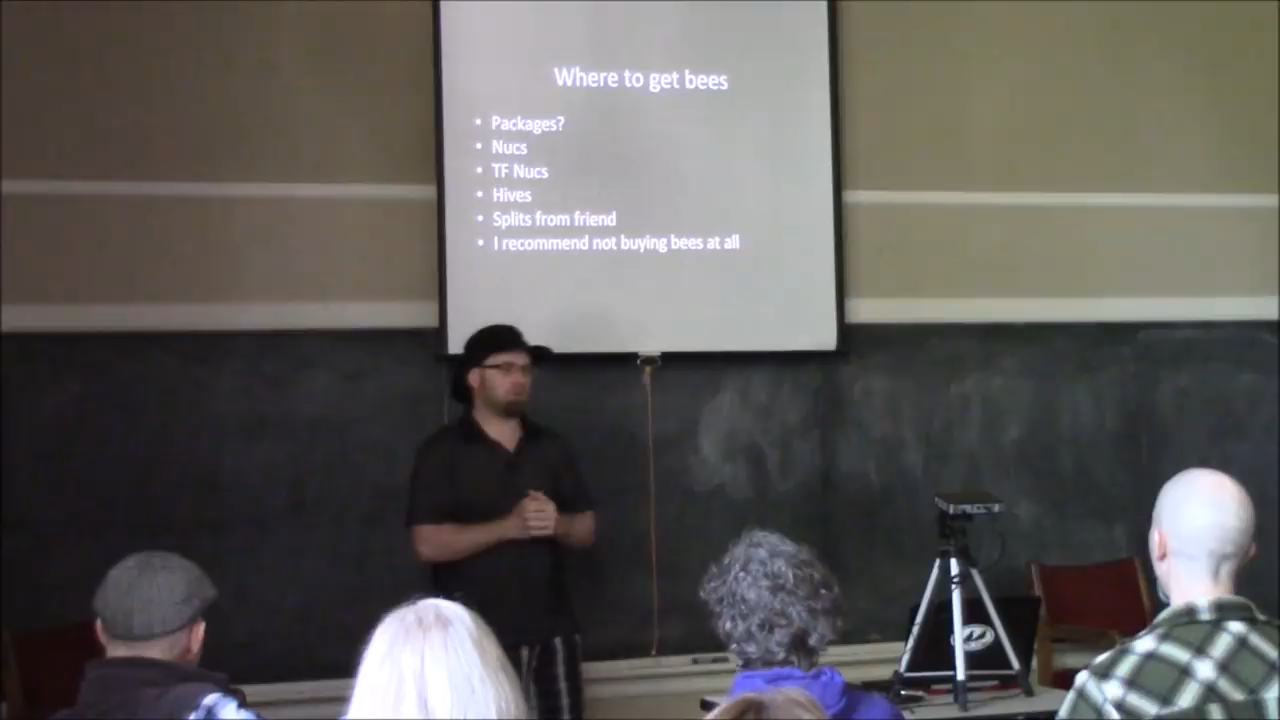 Where to get bees
• Packages?
• Nucs
• TF Nucs
• Hives
• Splits from friend
• I recommend not buying bees at all